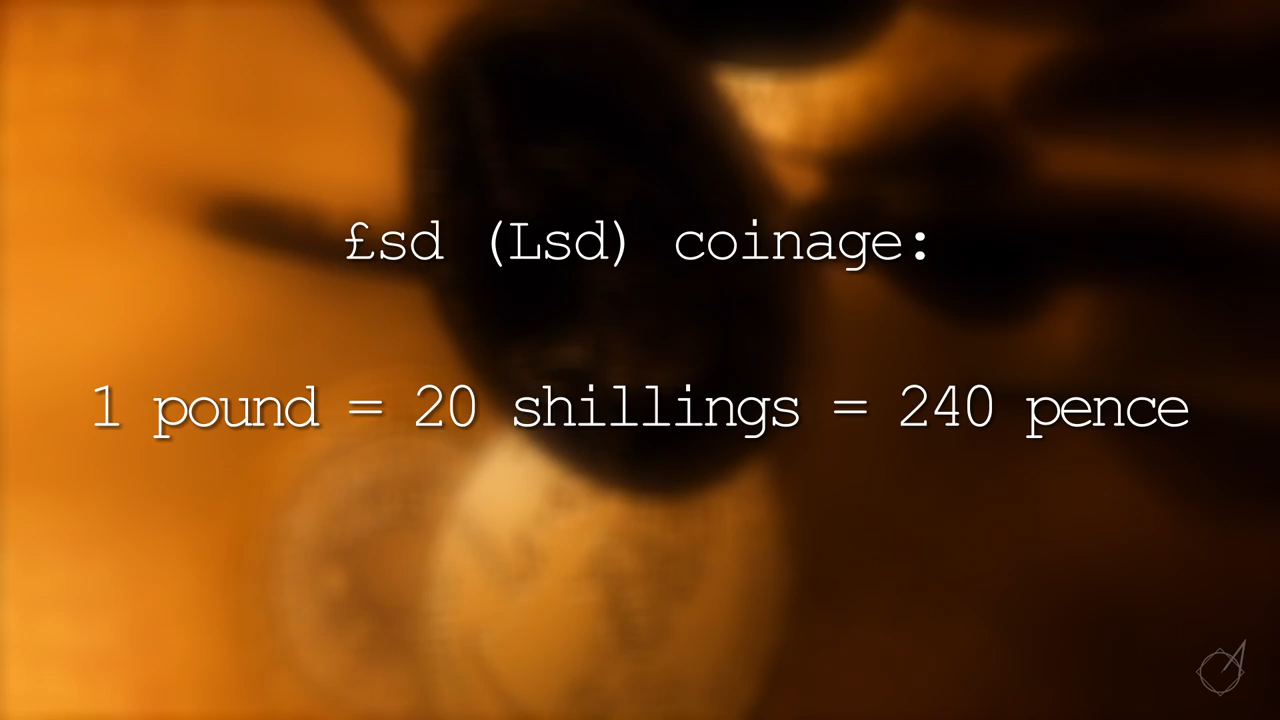 £sd (Lsd) coinage:
1 pound = 20 shillings = 240 pence